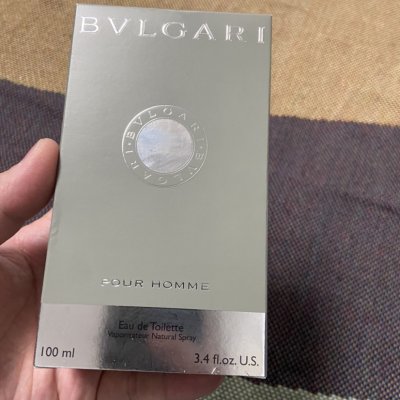 BVLGARI
BVLGARI · BVLGARI ·
POUR HOMME
Eau de Toilette
Vaporisateur Natural Spray
100 ml 3.4 fl.oz. U.S.